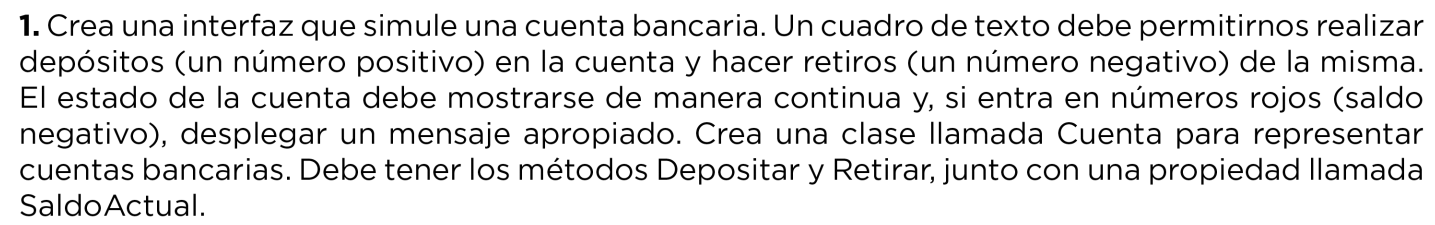 1. Crea una interfaz que simule una cuenta bancaria. Un cuadro de texto debe permitirnos realizar
depósitos (un número positivo) en la cuenta y hacer retiros (un número negativo) de la misma.
El estado de la cuenta debe mostrarse de manera continua y, si entra en números rojos (saldo
negativo), desplegar un mensaje apropiado. Crea una clase llamada Cuenta para representar
cuentas bancarias. Debe tener los métodos Depositar y Retirar, junto con una propiedad llamada
SaldoActual.